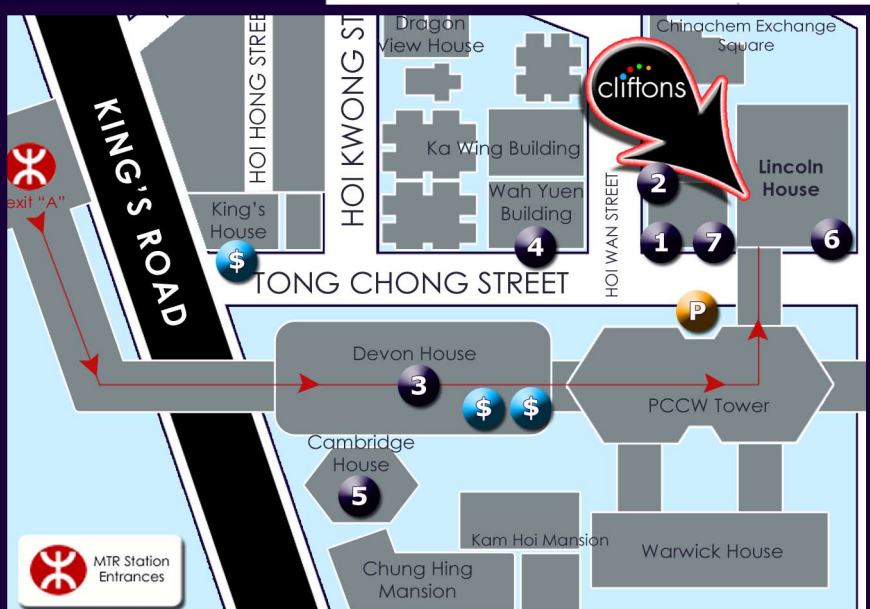 Dragon
View House
Chinachem Exchange
Square
HOI HONG STREET
HOI KWONG ST
cliftons
KING'S ROAD
Ka Wing Building
Lincoln
House
exit "A"
2
Wah Yuen
Building
HOI WAN STREET
King's
House
4
1
7
6
$
TONG CHONG STREET
P
Devon House
3
$
$
PCCW Tower
Cambridge
House
5
Kam Hoi Mansion
Warwick House
MTR Station
Entrances
Chung Hing
Mansion